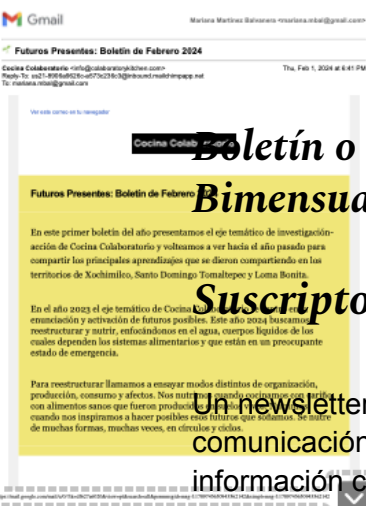 Gmail
Mariana Martinez Balvanera <mariana.mbal@gmail.com>
Futuros Presentes: Boletin de Febrero 2024
Cocina Colaboratorio <info@colaboratorykitchen.com>
Thu, Feb 1, 2024 at 6:41 PM
To: mariana.mbal@gmail.com
Ver este correo en tu navegador
Cocina Colab
Boletín o
Bimensua
Suscripto
Futuros Presentes: Boletin de Febrero
En este primer boletín del año presentamos el eje temático de investigación-
acción de Cocina Colaboratorio y volteamos a ver hacia el año pasado para
compartir los principales aprendizajes que se dieron compartiendo en los
territorios de Xochimilco, Santo Domingo Tomaltepec y Loma Bonita.
En el año 2023 el eje temático de Cocina
enunciación y activación de futuros posibles. Este año 2024 buscamos
reestructurar y nutrir, enfocándonos en el agua, cuerpos líquidos de los
cuales dependen los sistemas alimentarios y que están en un preocupante
estado de emergencia.
Para reestructurar llamamos a ensayar modos distintos de organización,
producción, consumo y afectos. Nos nutrimos cuando cocinamos con cariño
con alimentos sanos que fueron producidos en suelos
cuando nos inspiramos a hacer posibles esos futuros que soñamos. Se nutre
de muchas formas, muchas veces, en círculos y ciclos.
Un newsletter
comunicación
información c